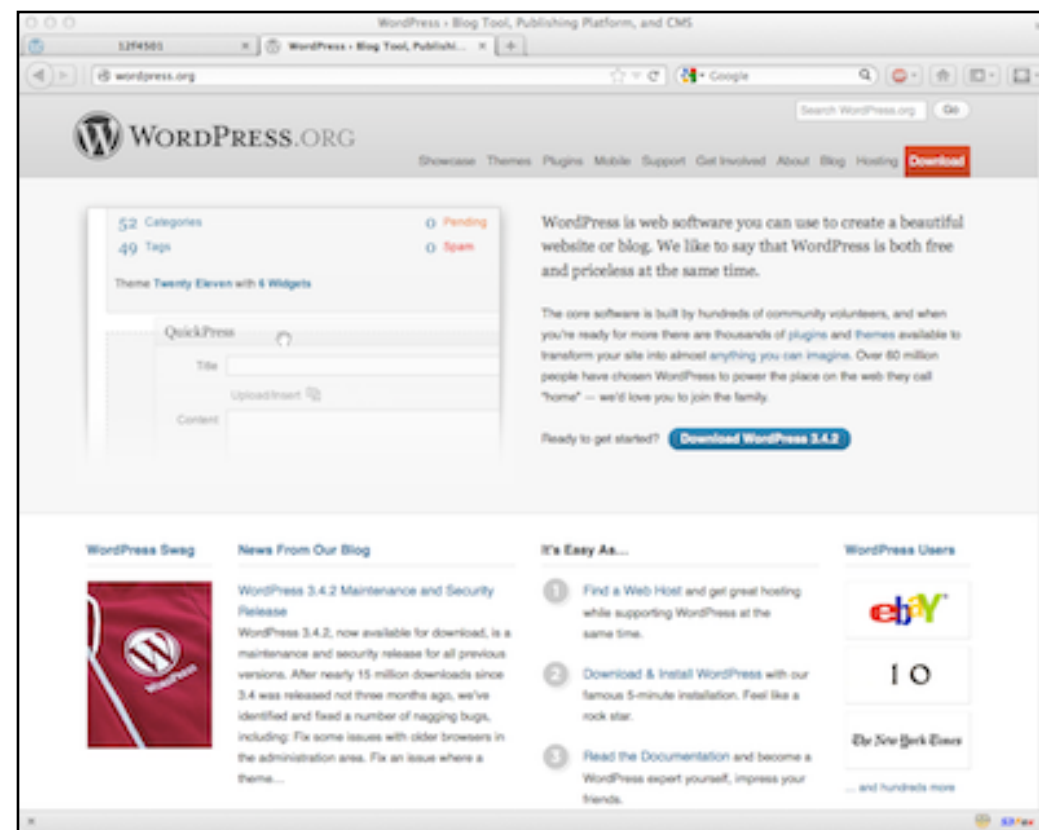 WordPress › Blog Tool, Publishing Platform, and CMS
12F4501
WordPress › Blog Tool, Publishi...
wordpress.org
Google
Search WordPress.org
Go
WORDPRESS.ORG
Showcase Themes Plugins Mobile Support Get Involved About Blog Hosting Download
52 Categories 0 Pending
49 Tags 0 Spam
Theme Twenty Eleven with 6 Widgets
QuickPress
Title
Upload/Insert
Content
WordPress is web software you can use to create a beautiful
website or blog. We like to say that WordPress is both free
and priceless at the same time.
The core software is built by hundreds of community volunteers, and when
you're ready for more there are thousands of plugins and themes available to
transform your site into almost anything you can imagine. Over 60 million
people have chosen WordPress to power the place on the web they call
"home" — we'd love you to join the family.
Ready to get started? Download WordPress 3.4.2
WordPress Swag
WordPress
News From Our Blog
WordPress 3.4.2 Maintenance and Security
Release
WordPress 3.4.2, now available for download, is a
maintenance and security release for all previous
versions. After nearly 15 million downloads since
3.4 was released not three months ago, we've
identified and fixed a number of nagging bugs,
including: Fix some issues with older browsers in
the administration area. Fix an issue where a
theme...
It's Easy As...
1 Find a Web Host and get great hosting
while supporting WordPress at the
same time.
2 Download & Install WordPress with our
famous 5-minute installation. Feel like a
rock star.
3 Read the Documentation and become a
WordPress expert yourself, impress your
friends.
WordPress Users
ebay
1 O
The New York Times
... and hundreds more